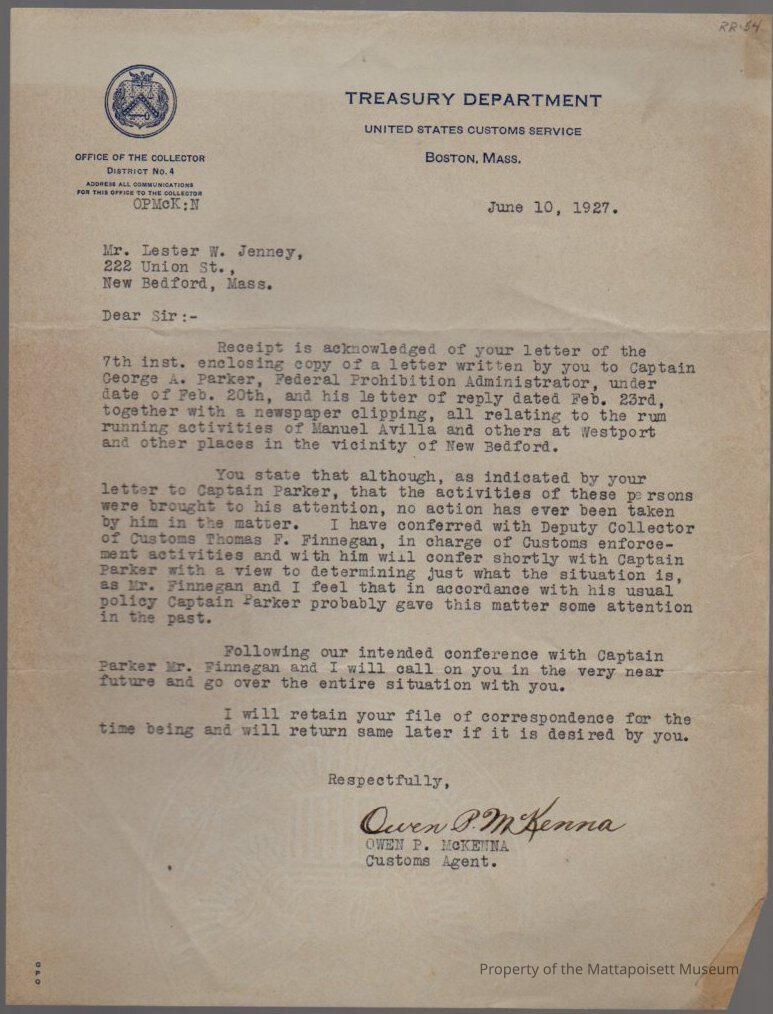 RR-54
TREASURY DEPARTMENT
UNITED STATES CUSTOMS SERVICE
BOSTON, MASS.
OFFICE OF THE COLLECTOR
DISTRICT NO. 4
ADDRESS ALL COMMUNICATIONS
FOR THIS OFFICE TO THE COLLECTOR
OPMcK:N
June 10, 1927.
Mr. Lester W. Jenney,
222 Union St.,
New Bedford, Mass.
Dear Sir:-
Receipt is acknowledged of your letter of the
7th inst. enclosing copy of a letter written by you to Captain
George A. Parker, Federal Prohibition Administrator, under
date of Feb. 20th, and his letter of reply dated Feb. 23rd,
together with a newspaper clipping, all relating to the rum
running activities of Manuel Avilla and others at Westport
and other places in the vicinity of New Bedford.
You state that although, as indicated by your
letter to Captain Parker, that the activities of these persons
were brought to his attention, no action has ever been taken
by him in the matter. I have conferred with Deputy Collector
of Customs Thomas F. Finnegan, in charge of Customs enforce-
ment activities and with him will confer shortly with Captain
Parker with a view to determining just what the situation is,
as Mr. Finnegan and I feel that in accordance with his usual
policy Captain Parker probably gave this matter some attention
in the past.
Following our intended conference with Captain
Parker Mr. Finnegan and I will call on you in the very near
future and go over the entire situation with you.
I will retain your file of correspondence for the
time being and will return same later if it is desired by you.
Respectfully,
Owen P. McKenna
OWEN P. McKENNA
Customs Agent.
GPO
Property of the Mattapoisett Museum